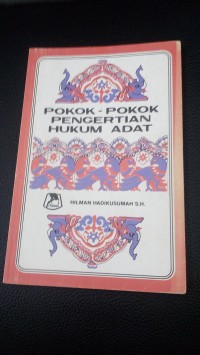 POKOK - POKOK
PENGERTIAN
HUKUM ADAT
HILMAN HADIKUSUMAH S.H.